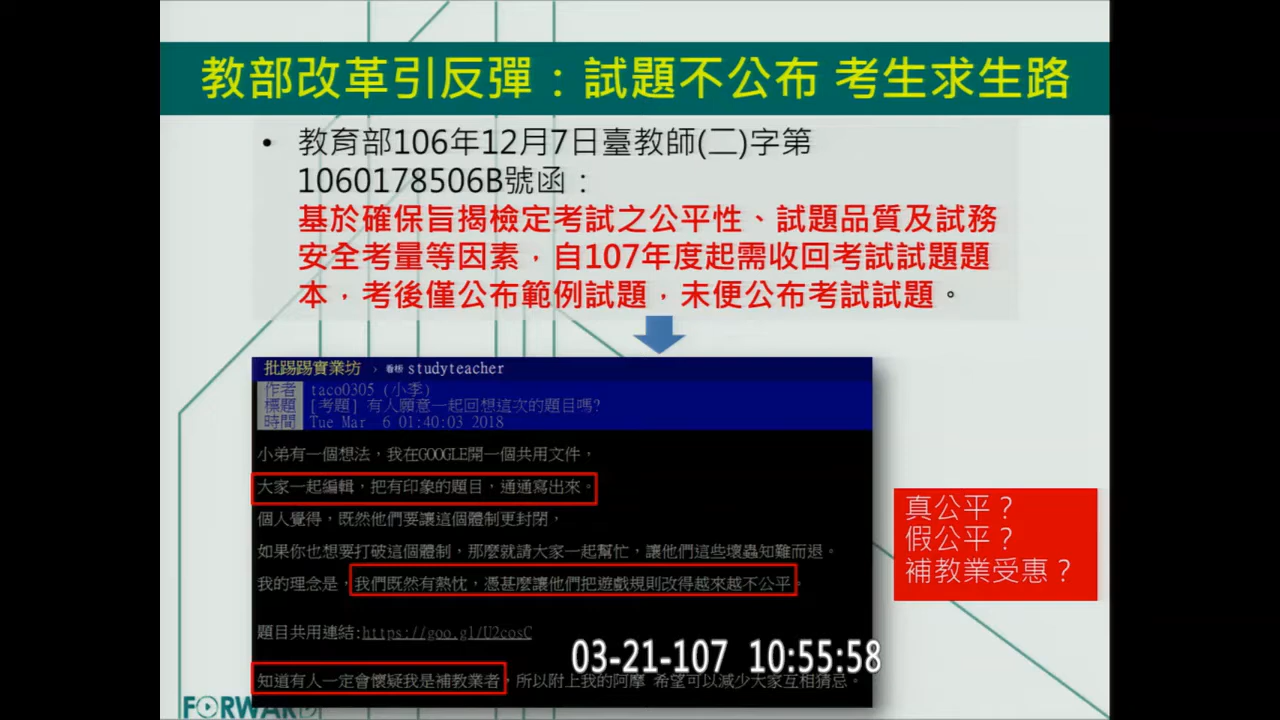 教部改革引反彈：試題不公布 考生求生路
• 教育部106年12月7日臺教師(二)字第
1060178506B號函：
基於確保旨揭檢定考試之公平性、試題品質及試務
安全考量等因素，自107年度起需收回考試試題題
本，考後僅公布範例試題，未便公布考試試題。
批踢踢實業坊 › 看板 studyteacher
作者 taco0305 (小季)
標題 [考題] 有人願意一起回想這次的題目嗎?
時間 Tue Mar 6 01:40:03 2018
小弟有一個想法，我在GOOGLE開一個共用文件，
大家一起編輯，把有印象的題目，通通寫出來。
個人覺得，既然他們要讓這個體制更封閉，
如果你也想要打破這個體制，那麼就請大家一起幫忙，讓他們這些壞蟲知難而退。
我的理念是，我們既然有熱忱，憑甚麼讓他們把遊戲規則改得越來越不公平。
真公平？
假公平？
補教業受惠？
題目共用連結:https://goo.gl/U2cosC
03-21-107 10:55:58
知道有人一定會懷疑我是補教業者，所以附上我的阿摩 希望可以減少大家互相猜忌。
FORWARD